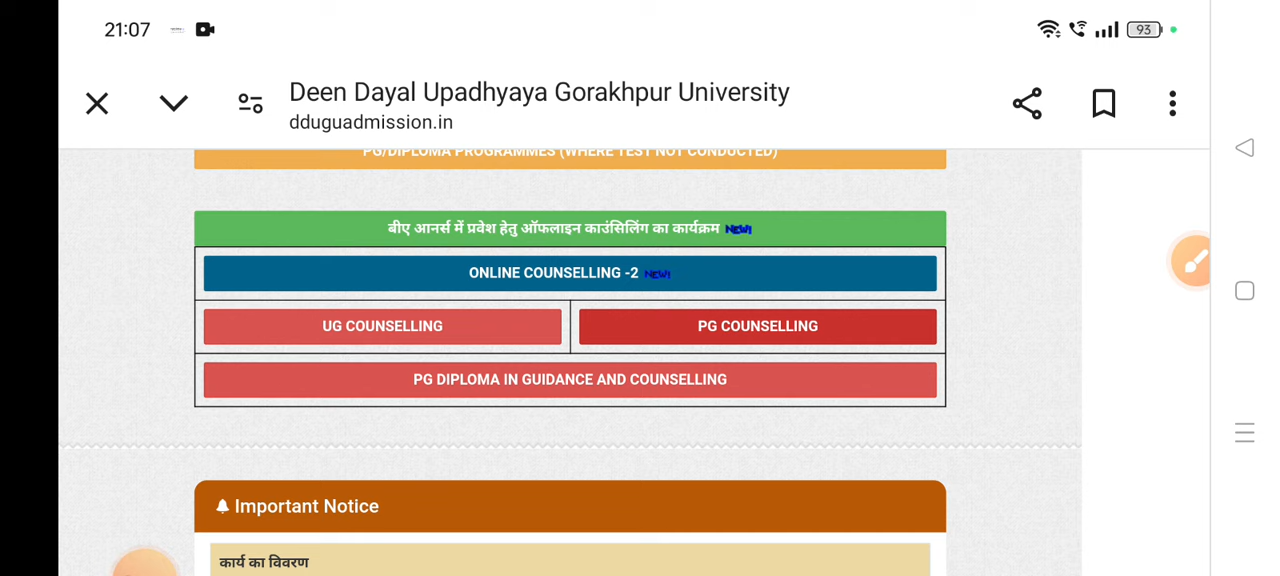 21:07
93
Deen Dayal Upadhyaya Gorakhpur University
dduguadmission.in
PG/DIPLOMA PROGRAMMES (WHERE TEST NOT CONDUCTED)
बीए आनर्स में प्रवेश हेतु ऑफलाइन काउंसिलिंग का कार्यक्रम NEW!
ONLINE COUNSELLING -2 NEW!
UG COUNSELLING
PG COUNSELLING
PG DIPLOMA IN GUIDANCE AND COUNSELLING
Important Notice
कार्य का विवरण